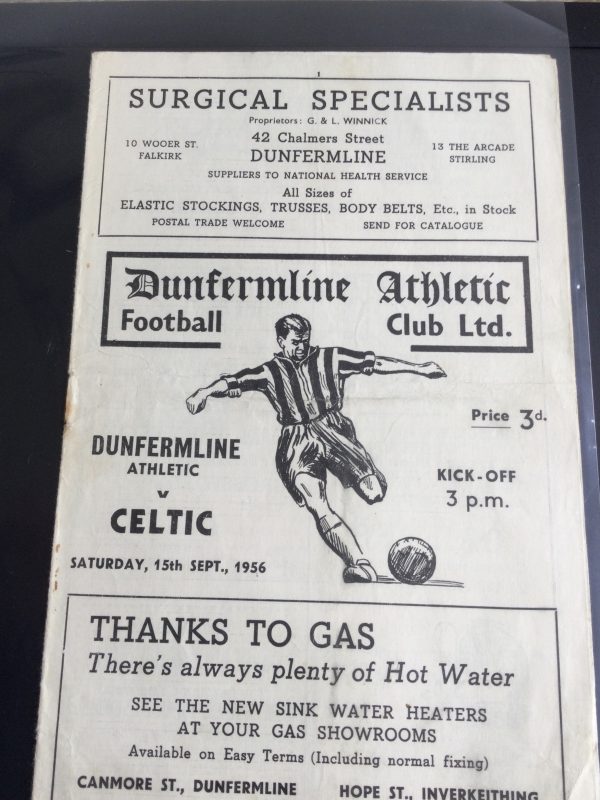 1
SURGICAL SPECIALISTS
Proprietors: G. & L. WINNICK
42 Chalmers Street
10 WOOER ST.
FALKIRK
DUNFERMLINE
13 THE ARCADE
STIRLING
SUPPLIERS TO NATIONAL HEALTH SERVICE
All Sizes of
ELASTIC STOCKINGS, TRUSSES, BODY BELTS, Etc., in Stock
POSTAL TRADE WELCOME SEND FOR CATALOGUE
Dunfermline Athletic
Football Club Ltd.
Price 3d.
DUNFERMLINE
ATHLETIC
v
CELTIC
KICK-OFF
3 p.m.
SATURDAY, 15th SEPT., 1956
THANKS TO GAS
There's always plenty of Hot Water
SEE THE NEW SINK WATER HEATERS
AT YOUR GAS SHOWROOMS
Available on Easy Terms (Including normal fixing)
CANMORE ST., DUNFERMLINE HOPE ST., INVERKEITHING